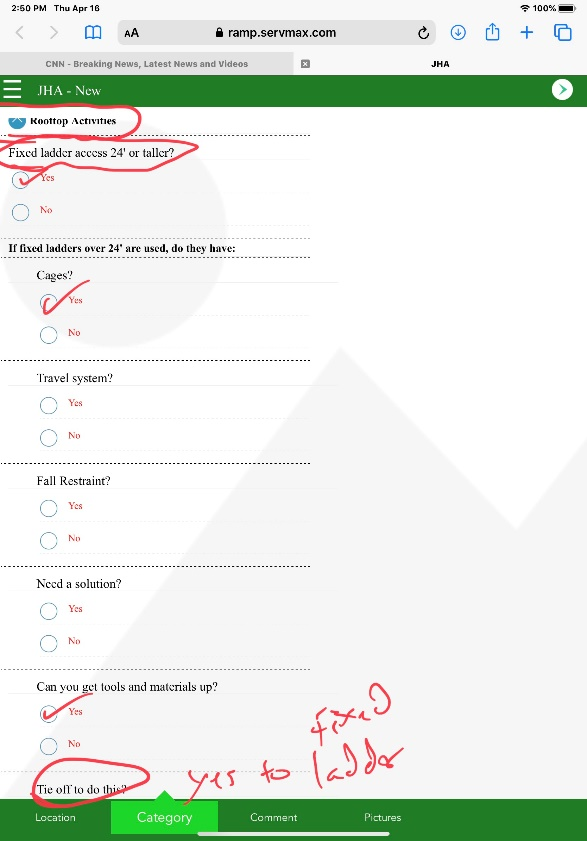 2:50 PM Thu Apr 16
100%
AA
ramp.servmax.com
CNN - Breaking News, Latest News and Videos
JHA
JHA - New
Rooftop Activities
Fixed ladder access 24' or taller?
Yes
No
If fixed ladders over 24' are used, do they have:
Cages?
Yes
No
Travel system?
Yes
No
Fall Restraint?
Yes
No
Need a solution?
Yes
No
Can you get tools and materials up?
Yes
No
Tie off to do this?
yes to fixed
ladder
Location
Category
Comment
Pictures